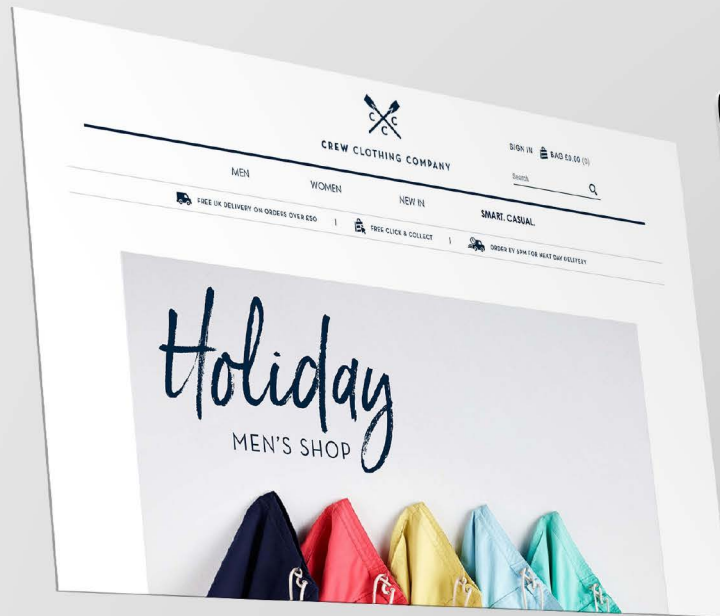 C C
C
CREW CLOTHING COMPANY
SIGN IN BAG £0.00 (0)
Search
MEN WOMEN NEW IN SMART. CASUAL.
FREE UK DELIVERY ON ORDERS OVER £50 | FREE CLICK & COLLECT | ORDER BY 5PM FOR NEXT DAY DELIVERY
Holiday
MEN'S SHOP